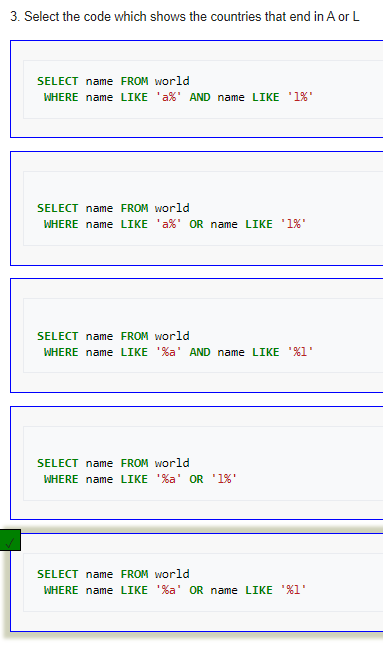 3. Select the code which shows the countries that end in A or L
SELECT name FROM world
WHERE name LIKE 'a%' AND name LIKE 'l%'
SELECT name FROM world
WHERE name LIKE 'a%' OR name LIKE 'l%'
SELECT name FROM world
WHERE name LIKE '%a' AND name LIKE '%l'
SELECT name FROM world
WHERE name LIKE '%a' OR 'l%'
SELECT name FROM world
WHERE name LIKE '%a' OR name LIKE '%l'